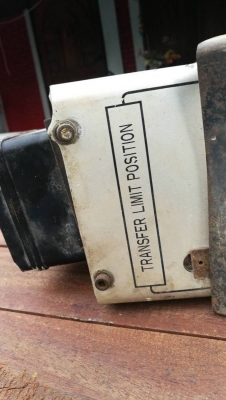 TRANSFER LIMIT POSITION